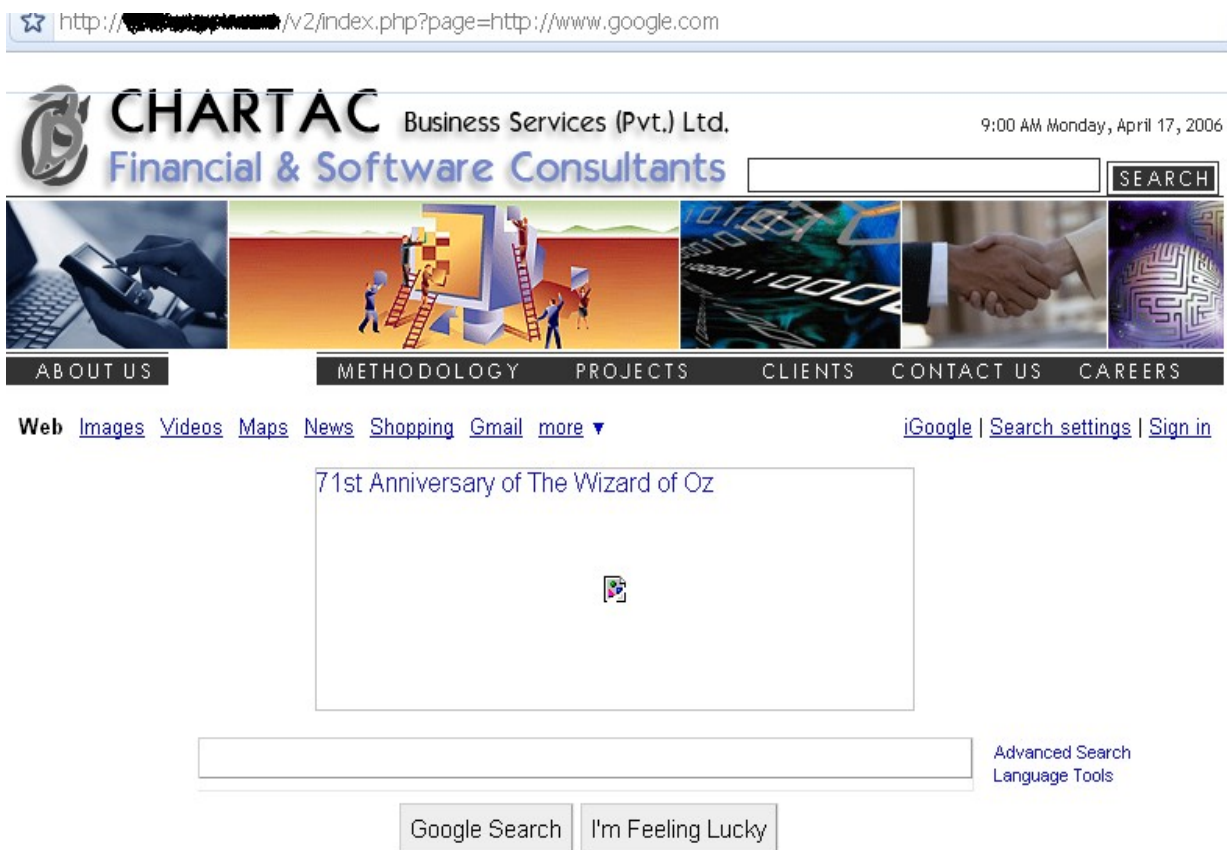 http:// /v2/index.php?page=http://www.google.com
CHARTAC Business Services (Pvt.) Ltd.
9:00 AM Monday, April 17, 2006
Financial & Software Consultants
SEARCH
ABOUT US METHODOLOGY PROJECTS CLIENTS CONTACT US CAREERS
Web Images Videos Maps News Shopping Gmail more ▼ iGoogle | Search settings | Sign in
71st Anniversary of The Wizard of Oz
Advanced Search
Language Tools
Google Search I'm Feeling Lucky